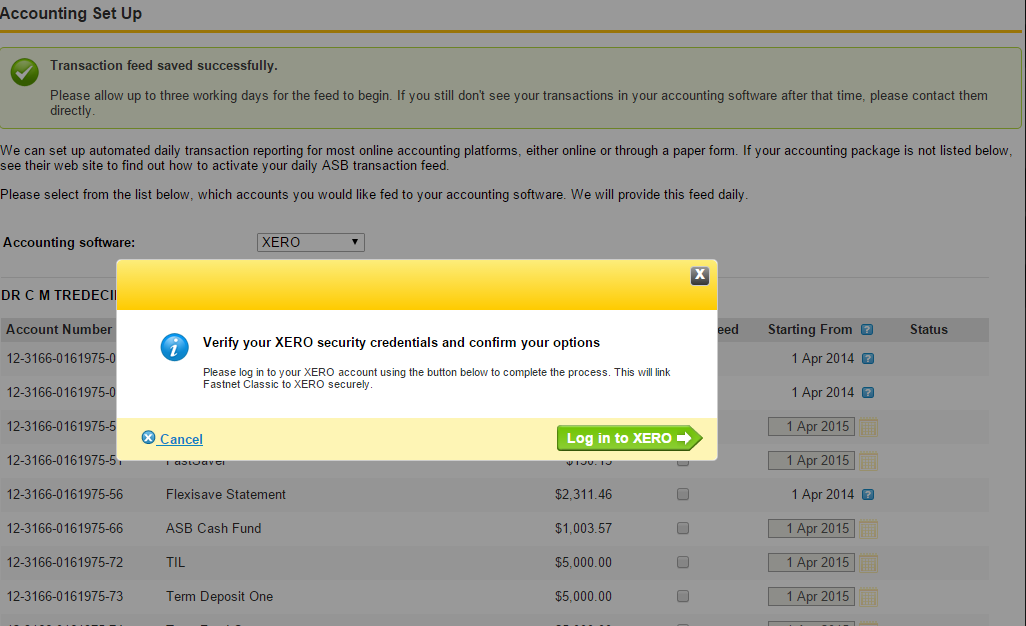 Accounting Set Up
Transaction feed saved successfully.
Please allow up to three working days for the feed to begin. If you still don't see your transactions in your accounting software after that time, please contact them
directly.
We can set up automated daily transaction reporting for most online accounting platforms, either online or through a paper form. If your accounting package is not listed below,
see their web site to find out how to activate your daily ASB transaction feed.
Please select from the list below, which accounts you would like fed to your accounting software. We will provide this feed daily.
Accounting software: XERO
X
DR C M TREDECI
Account Number eed Starting From ? Status
Verify your XERO security credentials and confirm your options
Please log in to your XERO account using the button below to complete the process. This will link
Fastnet Classic to XERO securely.
12-3166-0161975-0 1 Apr 2014 ?
12-3166-0161975-0 1 Apr 2014 ?
12-3166-0161975-5 1 Apr 2015
Cancel Log in to XERO
12-3166-0161975-51 FastSaver $150.15 1 Apr 2015
12-3166-0161975-56 Flexisave Statement $2,311.46 1 Apr 2014 ?
12-3166-0161975-66 ASB Cash Fund $1,003.57 1 Apr 2015
12-3166-0161975-72 TIL $5,000.00 1 Apr 2015
12-3166-0161975-73 Term Deposit One $5,000.00 1 Apr 2015